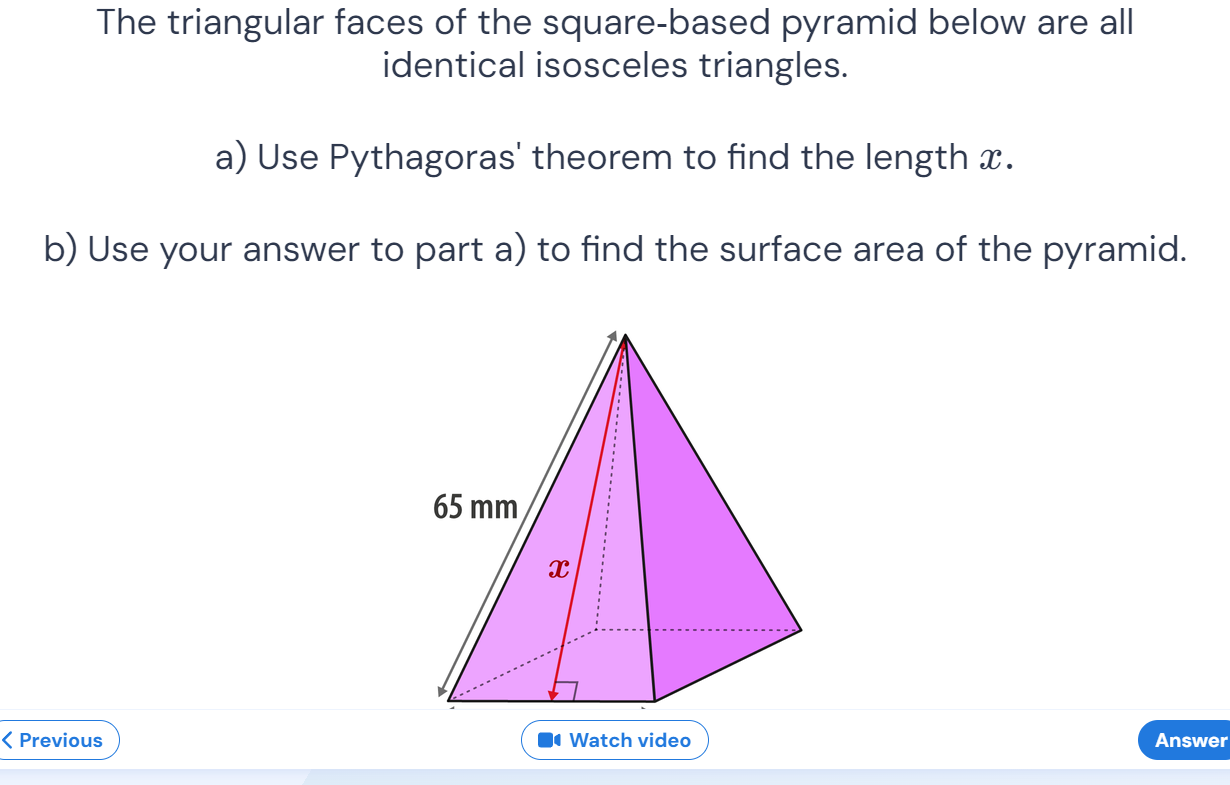 The triangular faces of the square-based pyramid below are all
identical isosceles triangles.
a) Use Pythagoras' theorem to find the length x.
b) Use your answer to part a) to find the surface area of the pyramid.
65 mm
x
Previous
Watch video
Answer